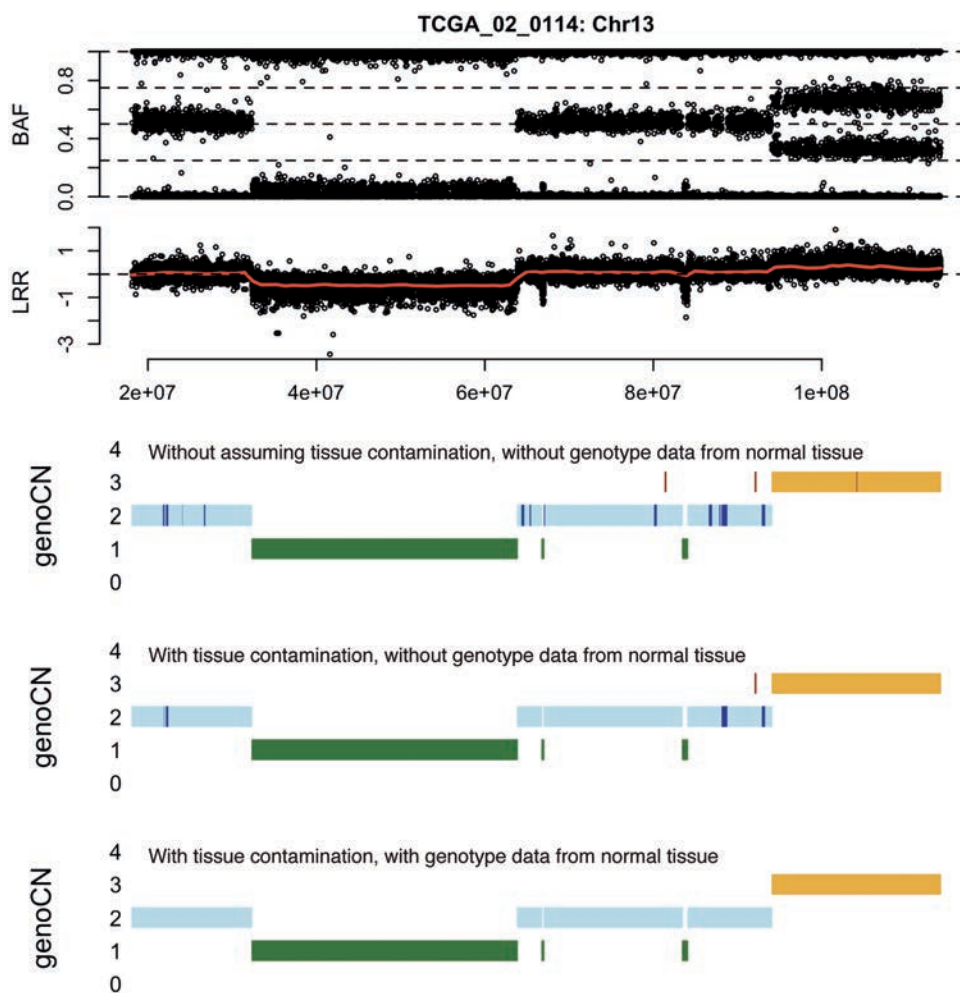 TCGA_02_0114: Chr13
BAF
0.8
0.4
0.0
LRR
1
-1
-3
2e+07 4e+07 6e+07 8e+07 1e+08
genoCN
4
Without assuming tissue contamination, without genotype data from normal tissue
3
2
1
0
genoCN
4
With tissue contamination, without genotype data from normal tissue
3
2
1
0
genoCN
4
With tissue contamination, with genotype data from normal tissue
3
2
1
0